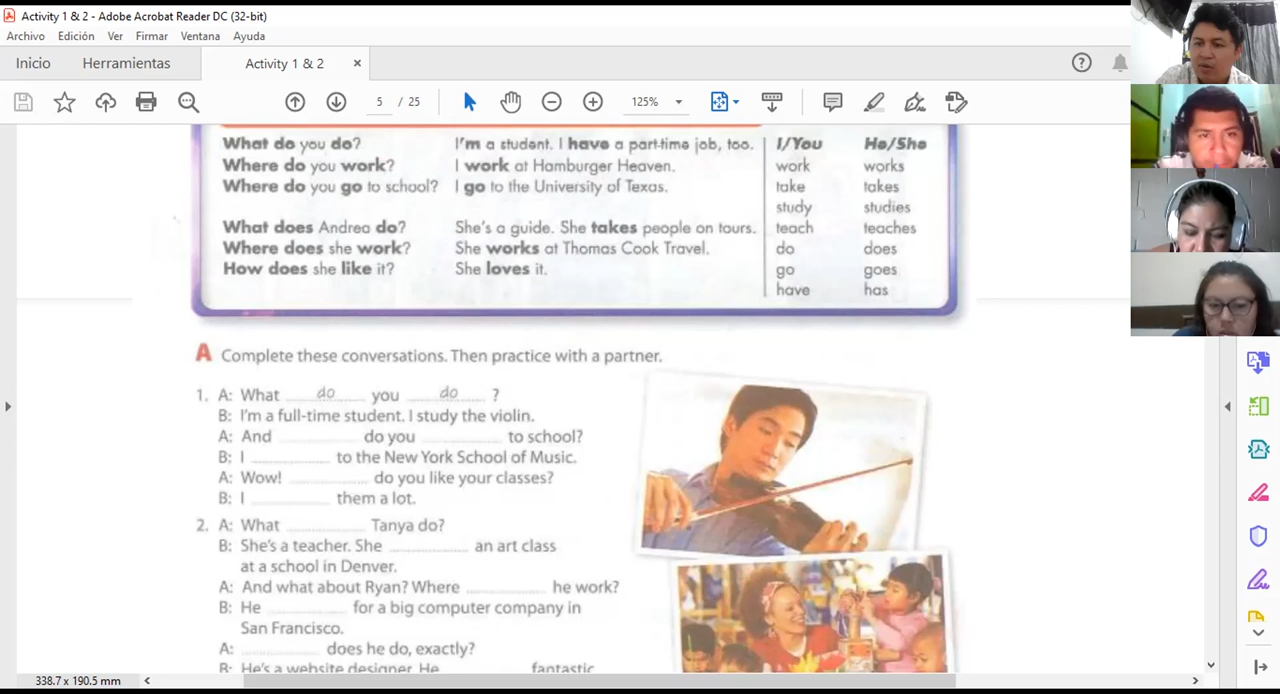 Activity 1 & 2 - Adobe Acrobat Reader DC (32-bit)
Archivo Edición Ver Firmar Ventana Ayuda
Inicio Herramientas Activity 1 & 2 ×
5 / 25 125%
What do you do? I'm a student. I have a part-time job, too. I/You He/She
Where do you work? I work at Hamburger Heaven. work works
Where do you go to school? I go to the University of Texas. take takes
study studies
What does Andrea do? She's a guide. She takes people on tours. teach teaches
Where does she work? She works at Thomas Cook Travel. do does
How does she like it? She loves it. go goes
have has
A Complete these conversations. Then practice with a partner.
1. A: What do you do ?
B: I'm a full-time student. I study the violin.
A: And ............ do you ............ to school?
B: I ............ to the New York School of Music.
A: Wow! ............ do you like your classes?
B: I ............ them a lot.
2. A: What ............ Tanya do?
B: She's a teacher. She ............ an art class
at a school in Denver.
A: And what about Ryan? Where ............ he work?
B: He ............ for a big computer company in
San Francisco.
A: ............ does he do, exactly?
B: He's a website designer. He ............ fantastic
338.7 x 190.5 mm